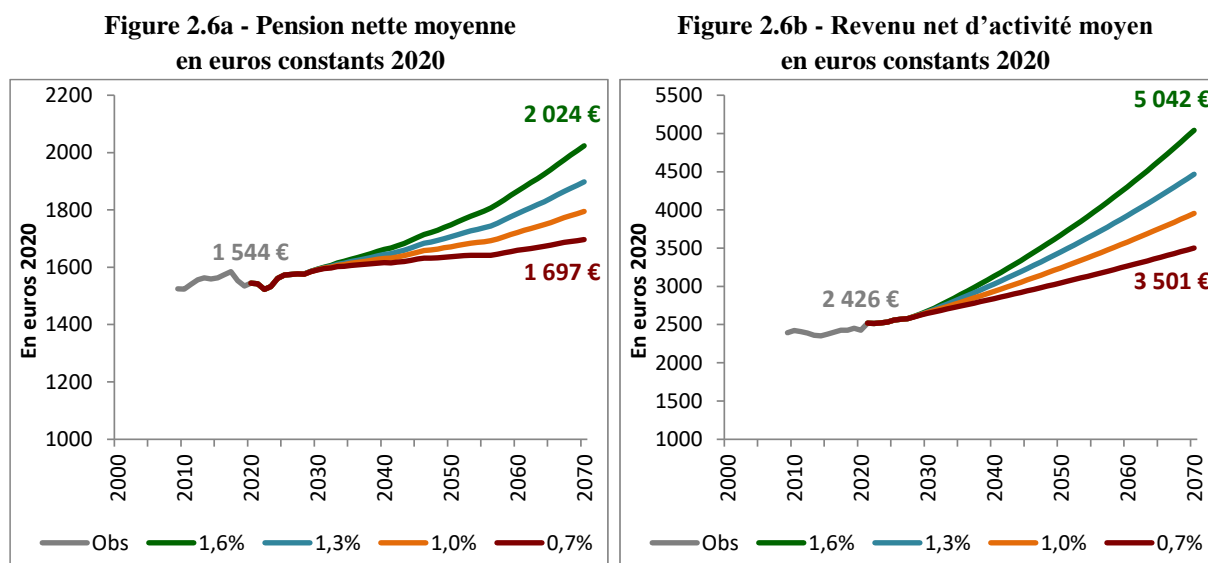 Figure 2.6a - Pension nette moyenne
en euros constants 2020
2200
2000
1800
1600
1400
1200
1000
En euros 2020
2 024 €
1 544 €
1 697 €
2000
2010
2020
2030
2040
2050
2060
2070
Obs 1,6% 1,3% 1,0% 0,7%
Figure 2.6b - Revenu net d'activité moyen
en euros constants 2020
5500
5000
4500
4000
3500
3000
2500
2000
1500
1000
En euros 2020
5 042 €
2 426 €
3 501 €
2000
2010
2020
2030
2040
2050
2060
2070
Obs 1,6% 1,3% 1,0% 0,7%